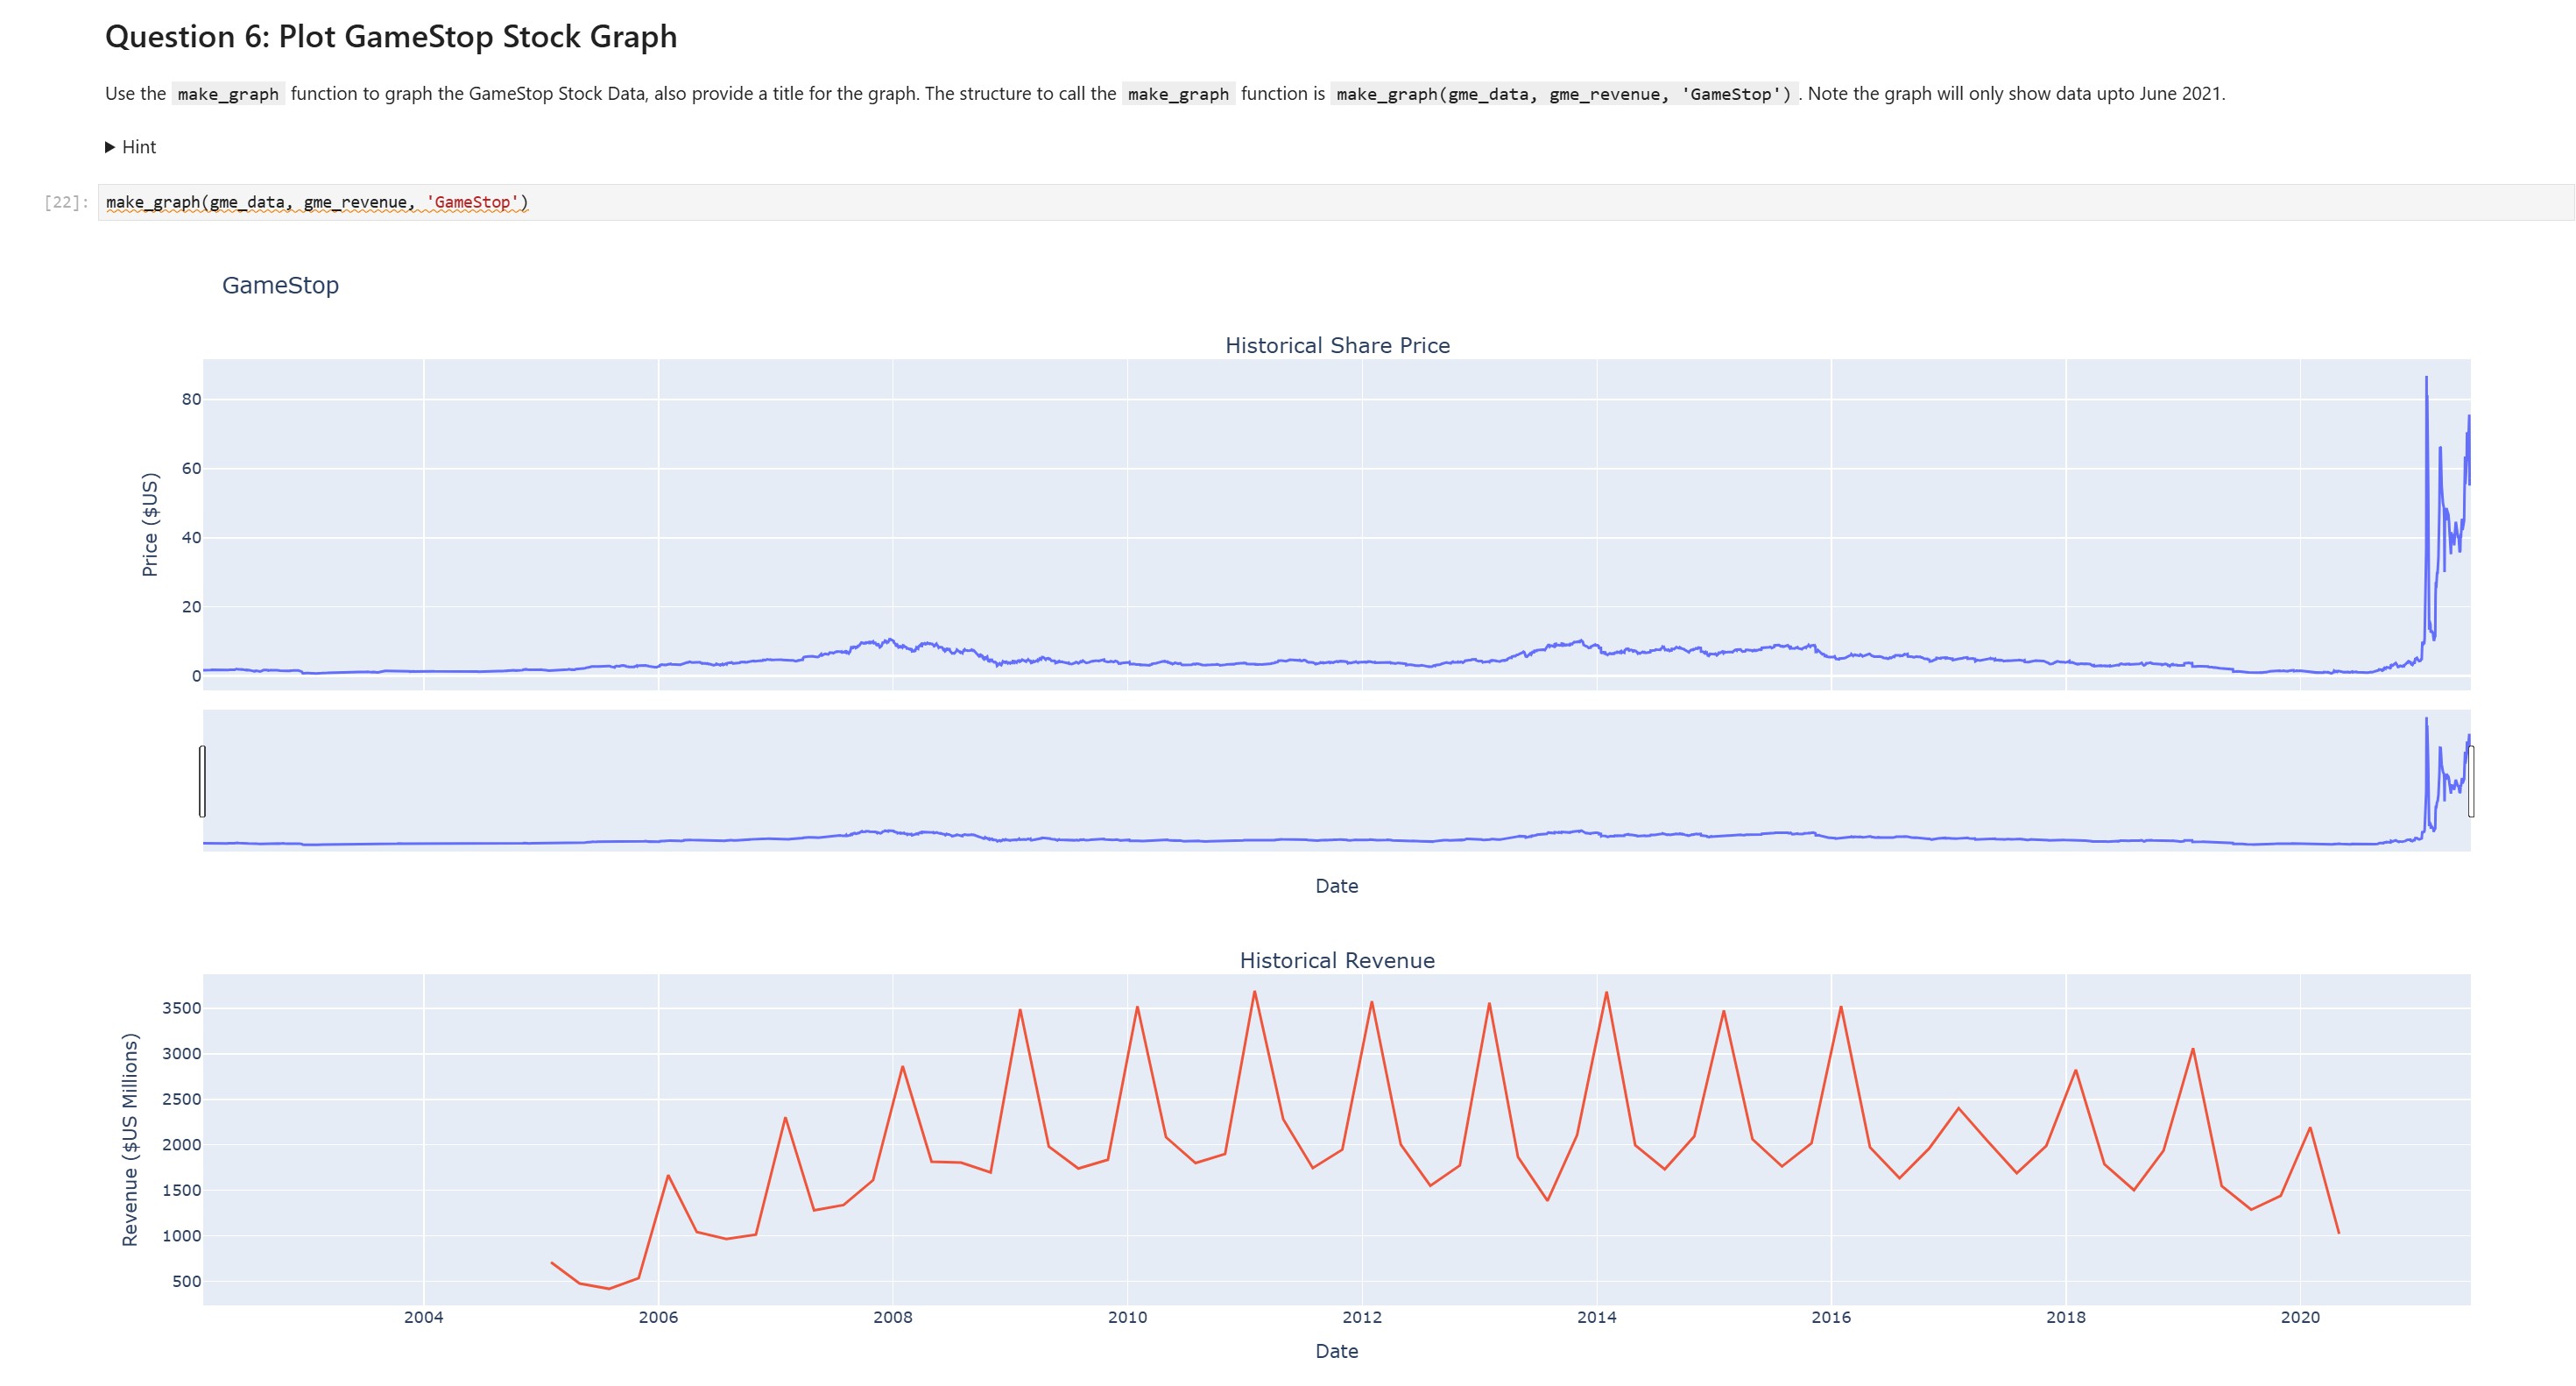 Question 6: Plot GameStop Stock Graph
Use the make_graph function to graph the GameStop Stock Data, also provide a title for the graph. The structure to call the make_graph function is make_graph(gme_data, gme_revenue, 'GameStop'). Note the graph will only show data upto June 2021.
▶ Hint
[22]: make_graph(gme_data, gme_revenue, 'GameStop')
GameStop
Historical Share Price
Price ($US)
80
60
40
20
0
Date
Historical Revenue
Revenue ($US Millions)
3500
3000
2500
2000
1500
1000
500
2004 2006 2008 2010 2012 2014 2016 2018 2020
Date